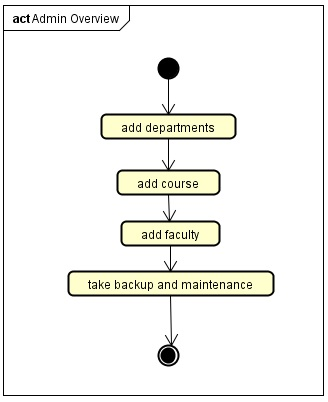 act Admin Overview
add departments
add course
add faculty
take backup and maintenance